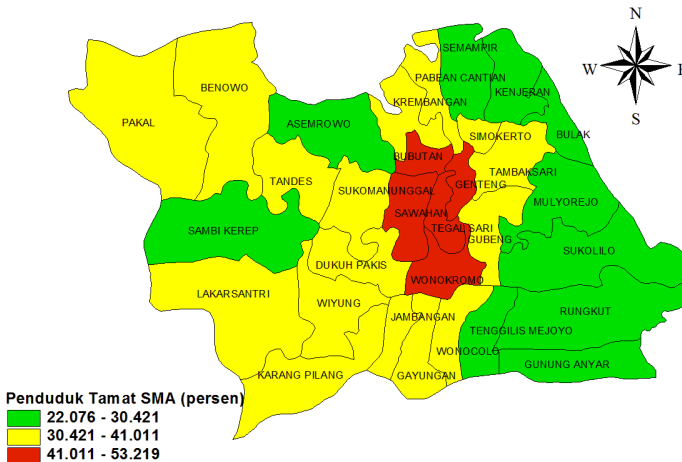 N
W
E
S
SEMAMPIR
PABEAN CANTIAN
KENJERAN
BENOWO
KREMBANGAN
PAKAL
ASEMROWO
SIMOKERTO
BULAK
BUBUTAN
TAMBAKSARI
TANDES
GENTENG
SUKOMANUNGGAL
MULYOREJO
SAWAHAN
TEGAL SARI
SAMBI KEREP
GUBENG
SUKOLILO
DUKUH PAKIS
WONOKROMO
LAKARSANTRI
WIYUNG
RUNGKUT
JAMBANGAN
TENGGILIS MEJOYO
WONOCOLO
GUNUNG ANYAR
KARANG PILANG
GAYUNGAN
Penduduk Tamat SMA (persen)
22.076 - 30.421
30.421 - 41.011
41.011 - 53.219